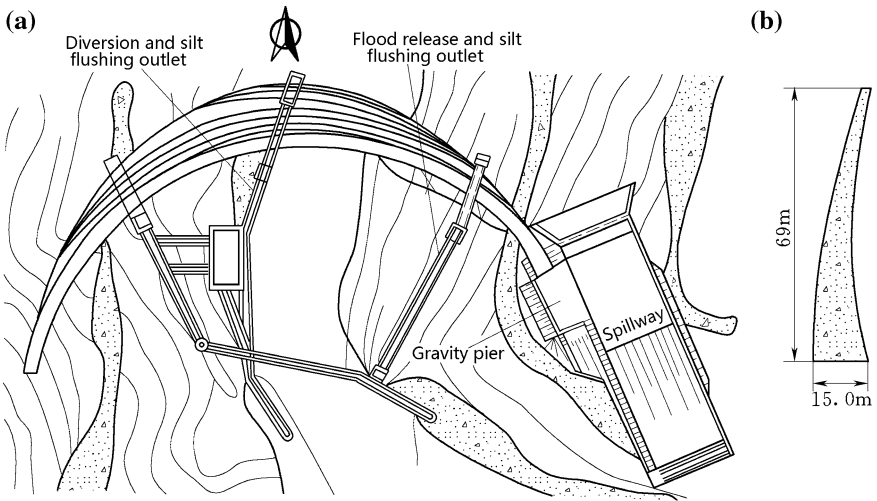 (a)
Diversion and silt
flushing outlet
Flood release and silt
flushing outlet
Gravity pier
Spillway
(b)
69m
15.0m